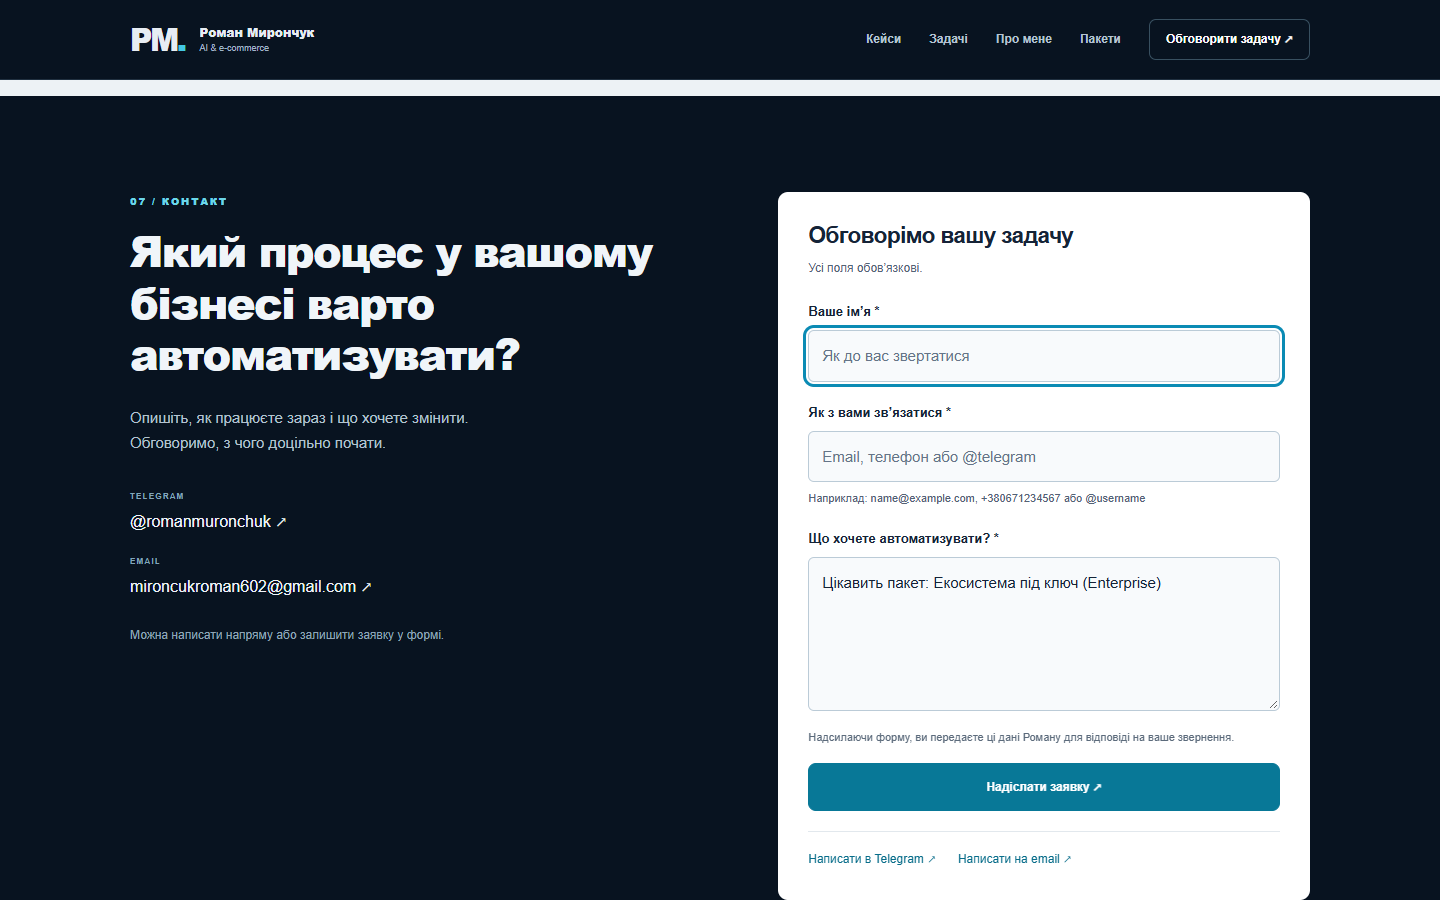 РМ.
Роман Мирончук
AI & e-commerce
Кейси
Задачі
Про мене
Пакети
Обговорити задачу ↗
07 / КОНТАКТ
Який процес у вашому
бізнесі варто
автоматизувати?
Опишіть, як працюєте зараз і що хочете змінити.
Обговоримо, з чого доцільно почати.
TELEGRAM
@romanmuronchuk ↗
EMAIL
mironcukroman602@gmail.com ↗
Можна написати напряму або залишити заявку у формі.
Обговорімо вашу задачу
Усі поля обов’язкові.
Ваше ім’я *
Як до вас звертатися
Як з вами зв’язатися *
Email, телефон або @telegram
Наприклад: name@example.com, +380671234567 або @username
Що хочете автоматизувати? *
Цікавить пакет: Екосистема під ключ (Enterprise)
Надсилаючи форму, ви передаєте ці дані Роману для відповіді на ваше звернення.
Надіслати заявку ↗
Написати в Telegram ↗
Написати на email ↗